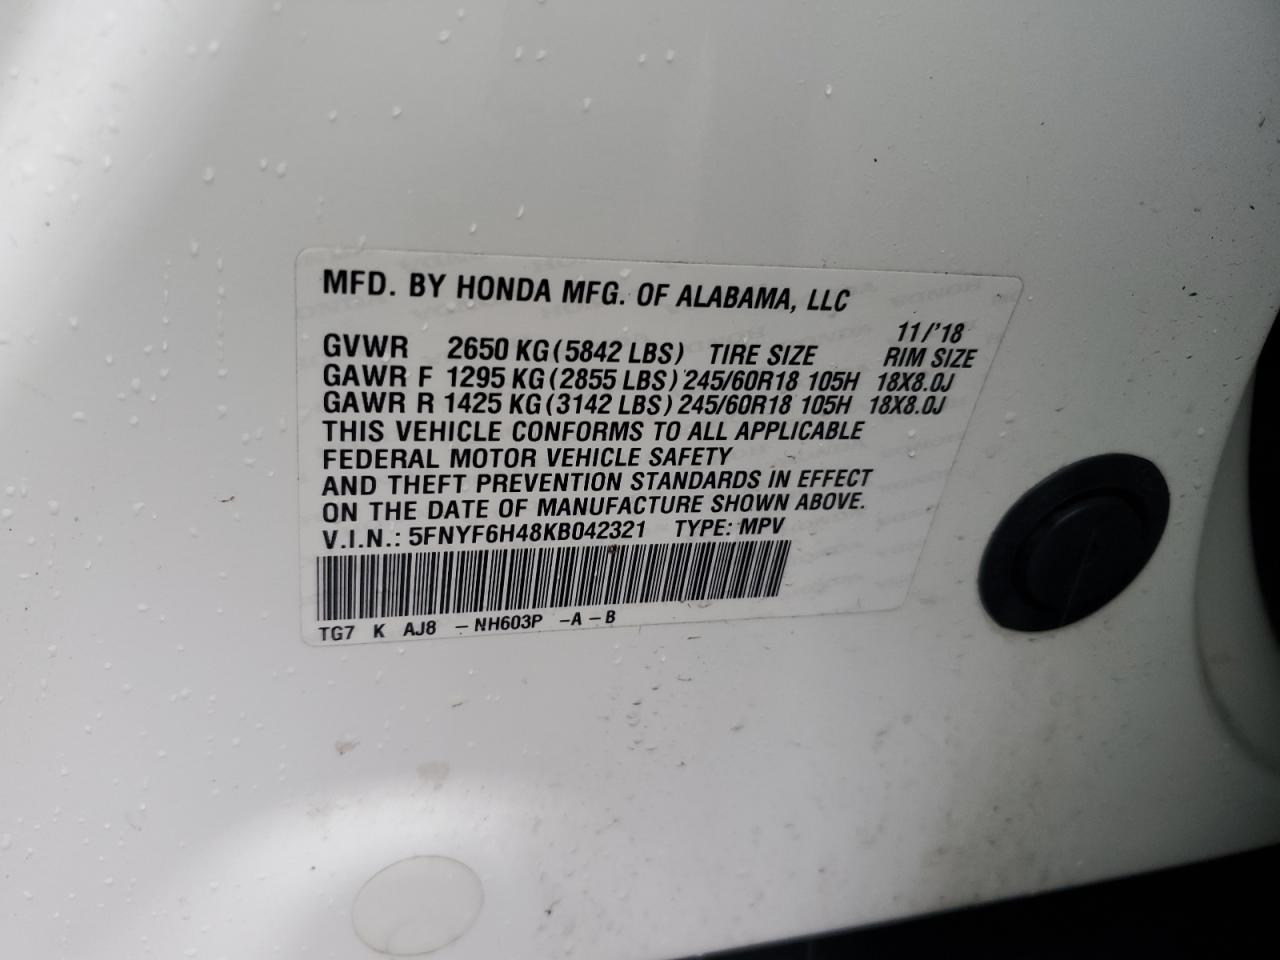 MFD. BY HONDA MFG. OF ALABAMA, LLC
11/'18
GVWR 2650 KG (5842 LBS) TIRE SIZE RIM SIZE
GAWR F 1295 KG (2855 LBS) 245/60R18 105H 18X8.0J
GAWR R 1425 KG (3142 LBS) 245/60R18 105H 18X8.0J
THIS VEHICLE CONFORMS TO ALL APPLICABLE
FEDERAL MOTOR VEHICLE SAFETY
AND THEFT PREVENTION STANDARDS IN EFFECT
ON THE DATE OF MANUFACTURE SHOWN ABOVE.
V.I.N.: 5FNYF6H48KB042321 TYPE: MPV
TG7 K AJ8 -NH603P -A-B